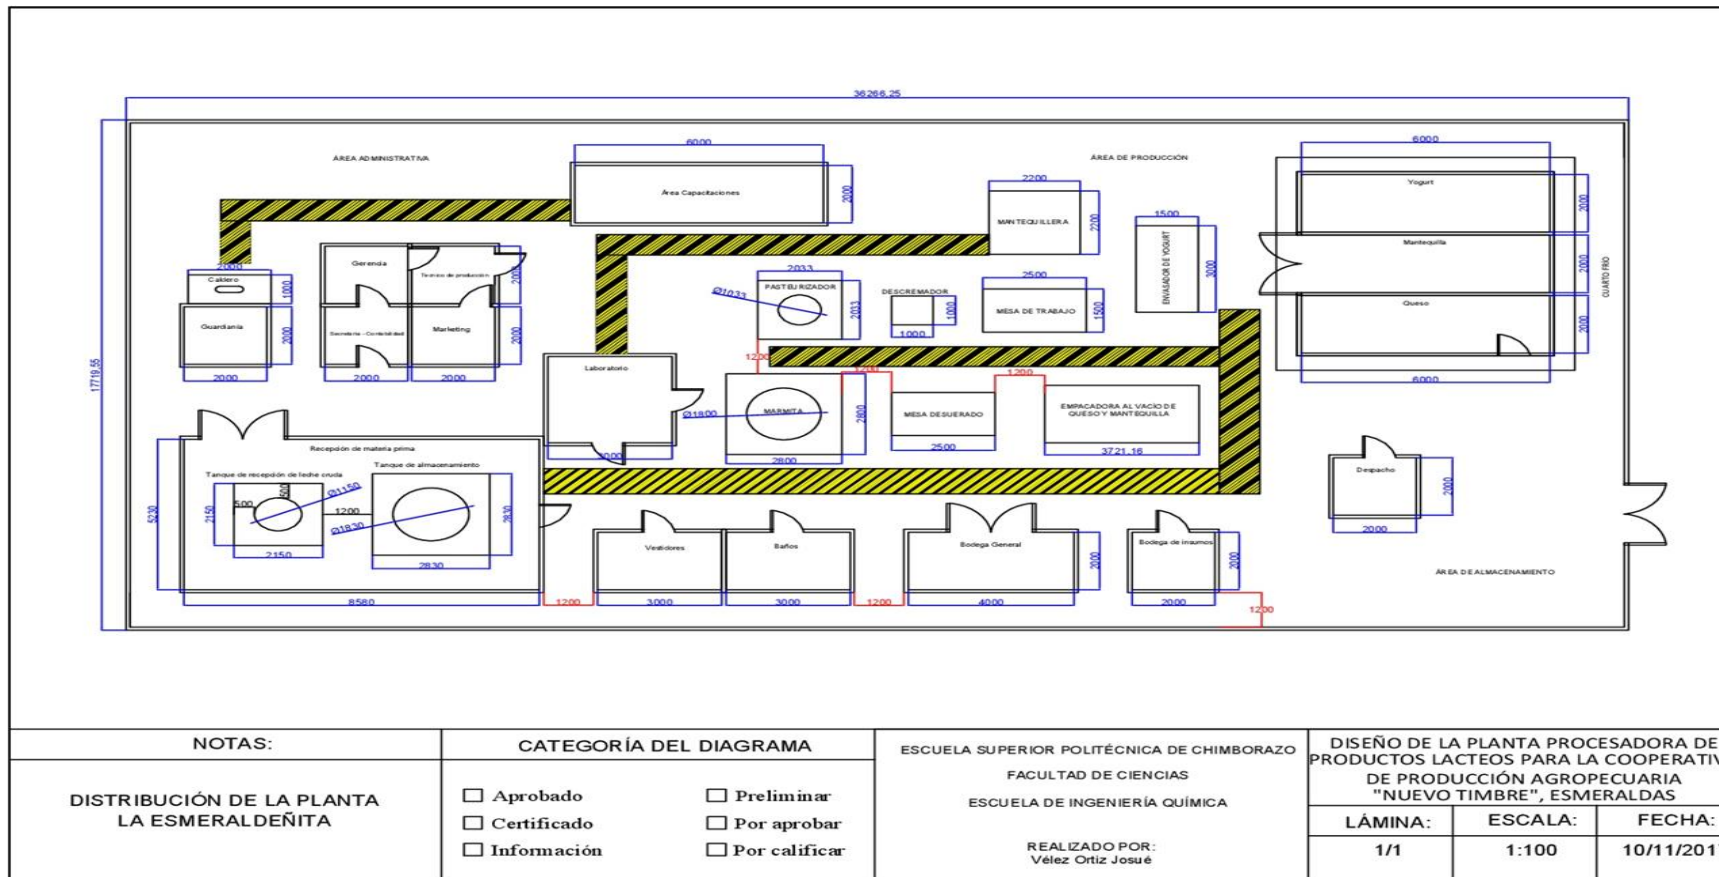 36266,25
17719,55
ÁREA ADMINISTRATIVA
ÁREA DE PRODUCCIÓN
6000
Área Capacitaciones
2000
2200
MANTEQUILLERA
2200
1500
ENVASADOR DE YOGURT
3000
6000
Yogurt
2000
Mantequilla
2000
Queso
2000
6000
CUARTO FRIO
2000
Caldero
1000
Guardianía
2000
2000
Gerencia
Tecnico de producción
2000
Secretaria - Contabilidad
Marketing
2000
2000
2000
2033
PASTEURIZADOR
Ø1033
2033
DESCREMADOR
1000
1000
2500
MESA DE TRABAJO
1500
1200
1200
1200
Laboratorio
3000
Ø1800
MARMITA
2800
2800
MESA DESUERADO
2500
EMPACADORA AL VACÍO DE
QUESO Y MANTEQUILLA
3721,16
Recepción de materia prima
Tanque de recepción de leche cruda
Tanque de almacenamiento
5230
2150
500
500
Ø1150
1200
Ø1830
2830
2150
2830
8580
1200
Vestidores
3000
Baños
3000
1200
Bodega General
2000
4000
Bodega de insumos
2000
2000
1200
Despacho
2000
2000
ÁREA DE ALMACENAMIENTO
NOTAS:
DISTRIBUCIÓN DE LA PLANTA
LA ESMERALDEÑITA
CATEGORÍA DEL DIAGRAMA
Aprobado
Preliminar
Certificado
Por aprobar
Información
Por calificar
ESCUELA SUPERIOR POLITÉCNICA DE CHIMBORAZO
FACULTAD DE CIENCIAS
ESCUELA DE INGENIERÍA QUÍMICA
REALIZADO POR:
Vélez Ortiz Josué
DISEÑO DE LA PLANTA PROCESADORA DE
PRODUCTOS LACTEOS PARA LA COOPERATIV
DE PRODUCCIÓN AGROPECUARIA
"NUEVO TIMBRE", ESMERALDAS
LÁMINA:
ESCALA:
FECHA:
1/1
1:100
10/11/201